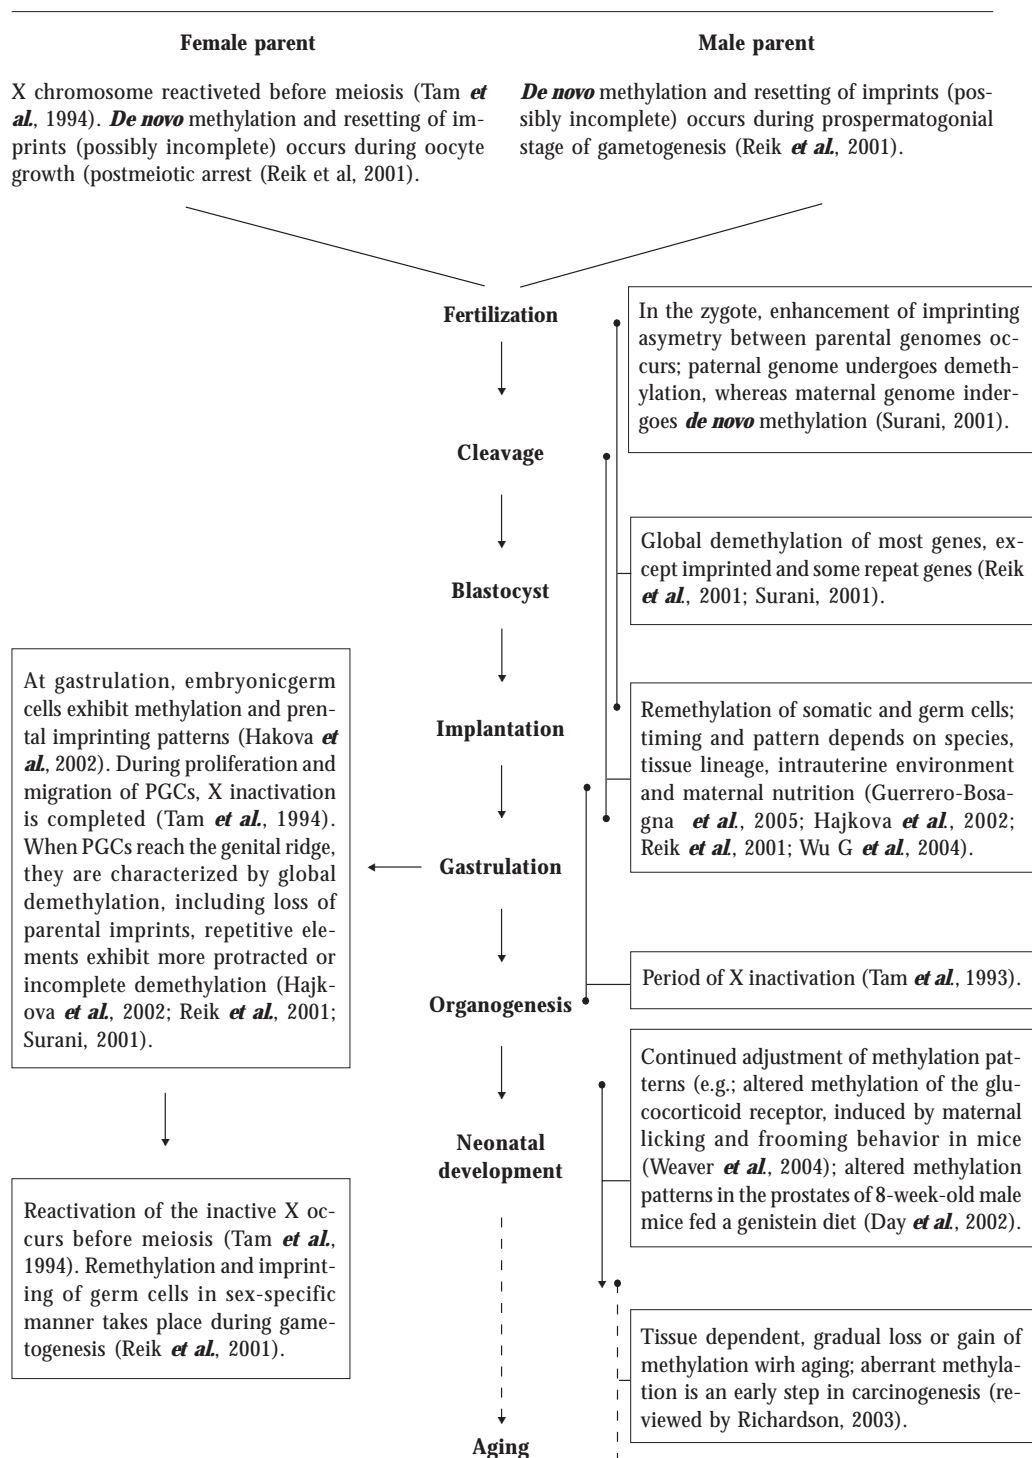 Female parent
X chromosome reactiveted before meiosis (Tam et
al., 1994). De novo methylation and resetting of im-
prints (possibly incomplete) occurs during oocyte
growth (postmeiotic arrest (Reik et al, 2001).
Male parent
De novo methylation and resetting of imprints (pos-
sibly incomplete) occurs during prospermatogonial
stage of gametogenesis (Reik et al., 2001).
Fertilization
In the zygote, enhancement of imprinting
asymetry between parental genomes oc-
curs; paternal genome undergoes demeth-
ylation, whereas maternal genome inder-
goes de novo methylation (Surani, 2001).
Cleavage
Blastocyst
Global demethylation of most genes, ex-
cept imprinted and some repeat genes (Reik
et al., 2001; Surani, 2001).
Implantation
Remethylation of somatic and germ cells;
timing and pattern depends on species,
tissue lineage, intrauterine environment
and maternal nutrition (Guerrero-Bosa-
gna et al., 2005; Hajkova et al., 2002;
Reik et al., 2001; Wu G et al., 2004).
At gastrulation, embryonicgerm
cells exhibit methylation and pren-
tal imprinting patterns (Hakova et
al., 2002). During proliferation and
migration of PGCs, X inactivation
is completed (Tam et al., 1994).
When PGCs reach the genital ridge,
they are characterized by global
demethylation, including loss of
parental imprints, repetitive ele-
ments exhibit more protracted or
incomplete demethylation (Hajk-
ova et al., 2002; Reik et al., 2001;
Surani, 2001).
Gastrulation
Organogenesis
Period of X inactivation (Tam et al., 1993).
Neonatal
development
Continued adjustment of methylation pat-
terns (e.g.; altered methylation of the glu-
cocorticoid receptor, induced by maternal
licking and frooming behavior in mice
(Weaver et al., 2004); altered methylation
patterns in the prostates of 8-week-old male
mice fed a genistein diet (Day et al., 2002).
Reactivation of the inactive X oc-
curs before meiosis (Tam et al.,
1994). Remethylation and imprint-
ing of germ cells in sex-specific
manner takes place during game-
togenesis (Reik et al., 2001).
Tissue dependent, gradual loss or gain of
methylation wirh aging; aberrant methyla-
tion is an early step in carcinogenesis (re-
viewed by Richardson, 2003).
Aging